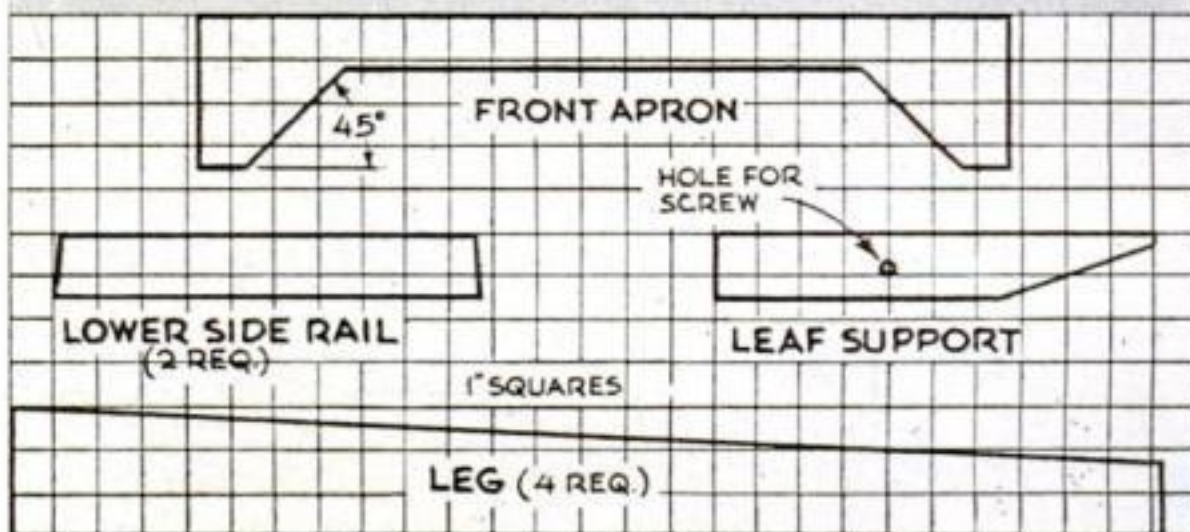 FRONT APRON
45°
HOLE FOR
SCREW
LOWER SIDE RAIL
(2 REQ.)
LEAF SUPPORT
1" SQUARES
LEG (4 REQ.)